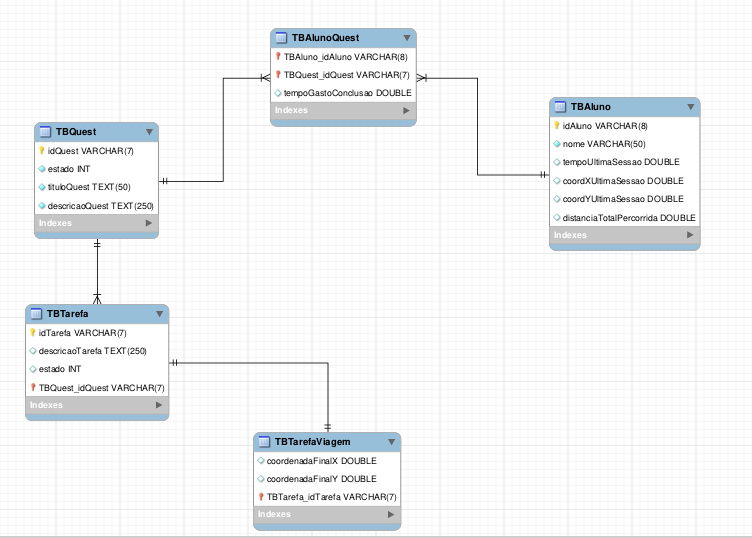 TBAlunoQuest
TBAluno_idAluno VARCHAR(8)
TBQuest_idQuest VARCHAR(7)
tempoGastoConclusao DOUBLE
Indexes
TBAluno
idAluno VARCHAR(8)
nome VARCHAR(50)
tempoUltimaSessao DOUBLE
coordXUltimaSessao DOUBLE
coordYUltimaSessao DOUBLE
distanciaTotalPercorrida DOUBLE
Indexes
TBQuest
idQuest VARCHAR(7)
estado INT
tituloQuest TEXT(50)
descricaoQuest TEXT(250)
Indexes
TBTarefa
idTarefa VARCHAR(7)
descricaoTarefa TEXT(250)
estado INT
TBQuest_idQuest VARCHAR(7)
Indexes
TBTarefaViagem
coordenadaFinalX DOUBLE
coordenadaFinalY DOUBLE
TBTarefa_idTarefa VARCHAR(7)
Indexes